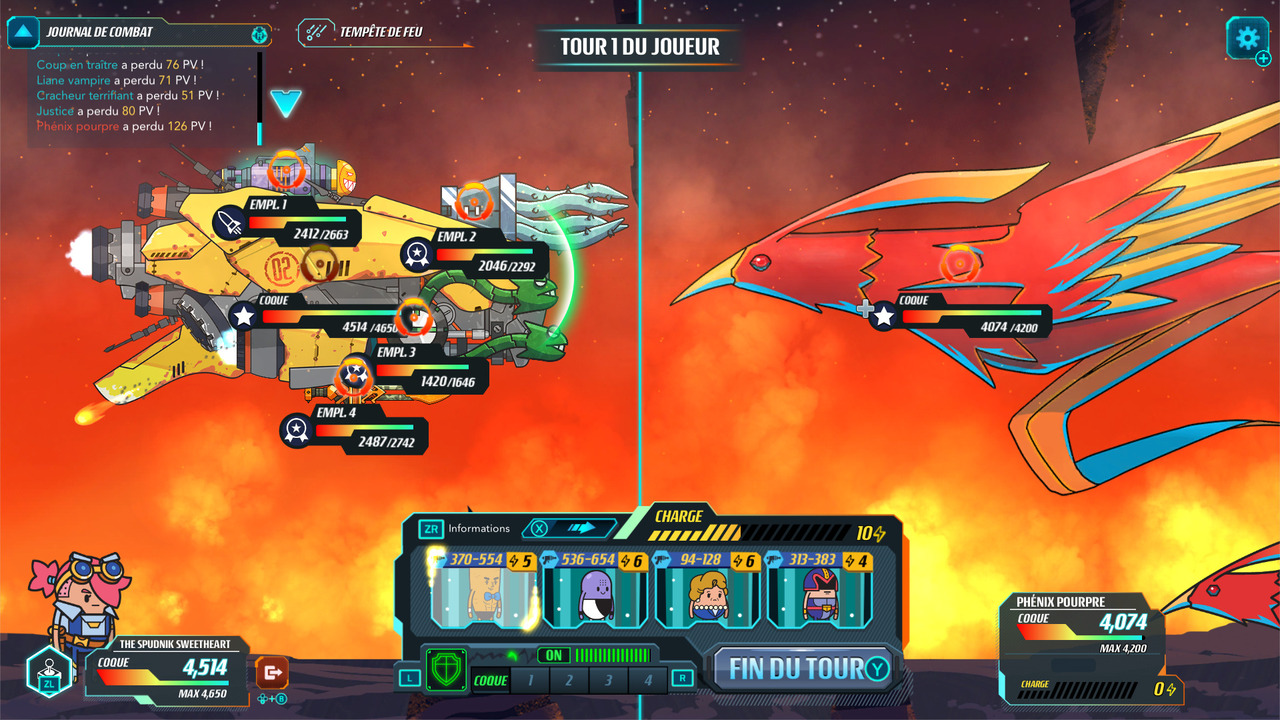 JOURNAL DE COMBAT
TEMPÊTE DE FEU
TOUR 1 DU JOUEUR
Coup en traître a perdu 76 PV !
Liane vampire a perdu 71 PV !
Cracheur terrifiant a perdu 51 PV !
Justice a perdu 80 PV !
Phénix pourpre a perdu 126 PV !
EMPL. 1
2412/2663
EMPL. 2
2046/2292
02
COQUE
4514 /4650
COQUE
4074 /4200
EMPL. 3
1420/1646
EMPL. 4
2487/2742
ZR Informations X
CHARGE
10
370-554 5
536-654 6
94-128 6
313-383 4
THE SPUDNIK SWEETHEART
COQUE 4,514
MAX 4,650
ZL
+B
ON
L COQUE 1 2 3 4 R
FIN DU TOUR Y
PHÉNIX POURPRE
COQUE 4,074
MAX 4,200
CHARGE 0